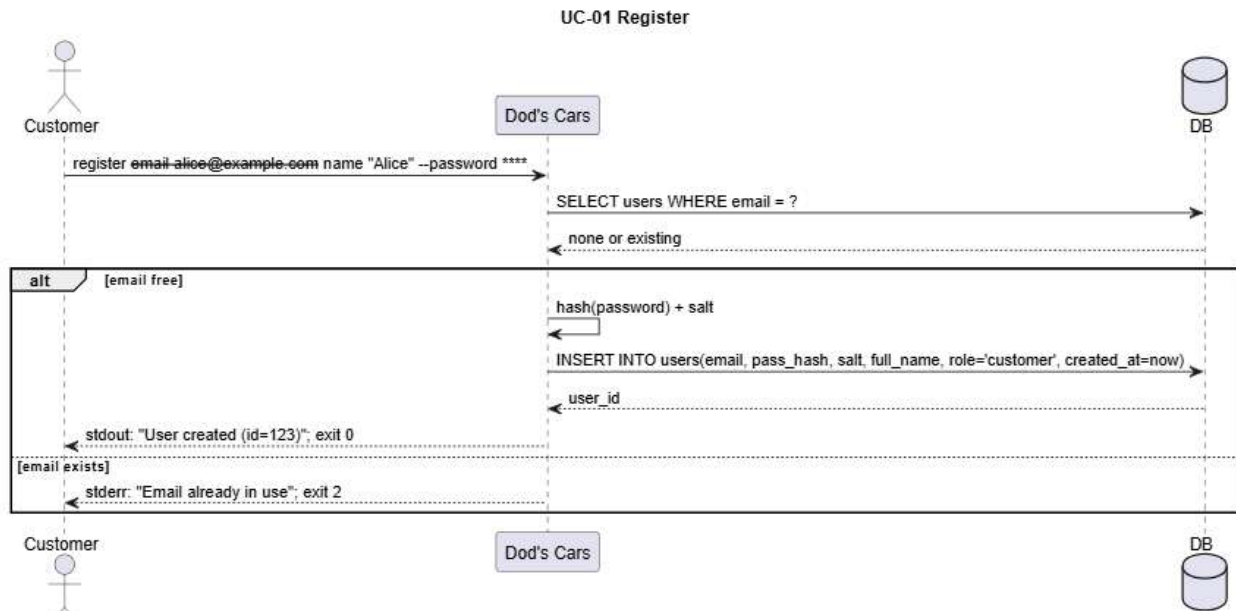 UC-01 Register
Customer
Dod's Cars
DB
register email alice@example.com name "Alice" --password ****
SELECT users WHERE email = ?
none or existing
alt
[email free]
hash(password) + salt
INSERT INTO users(email, pass_hash, salt, full_name, role='customer', created_at=now)
user_id
stdout: "User created (id=123)"; exit 0
[email exists]
stderr: "Email already in use"; exit 2
Customer
Dod's Cars
DB